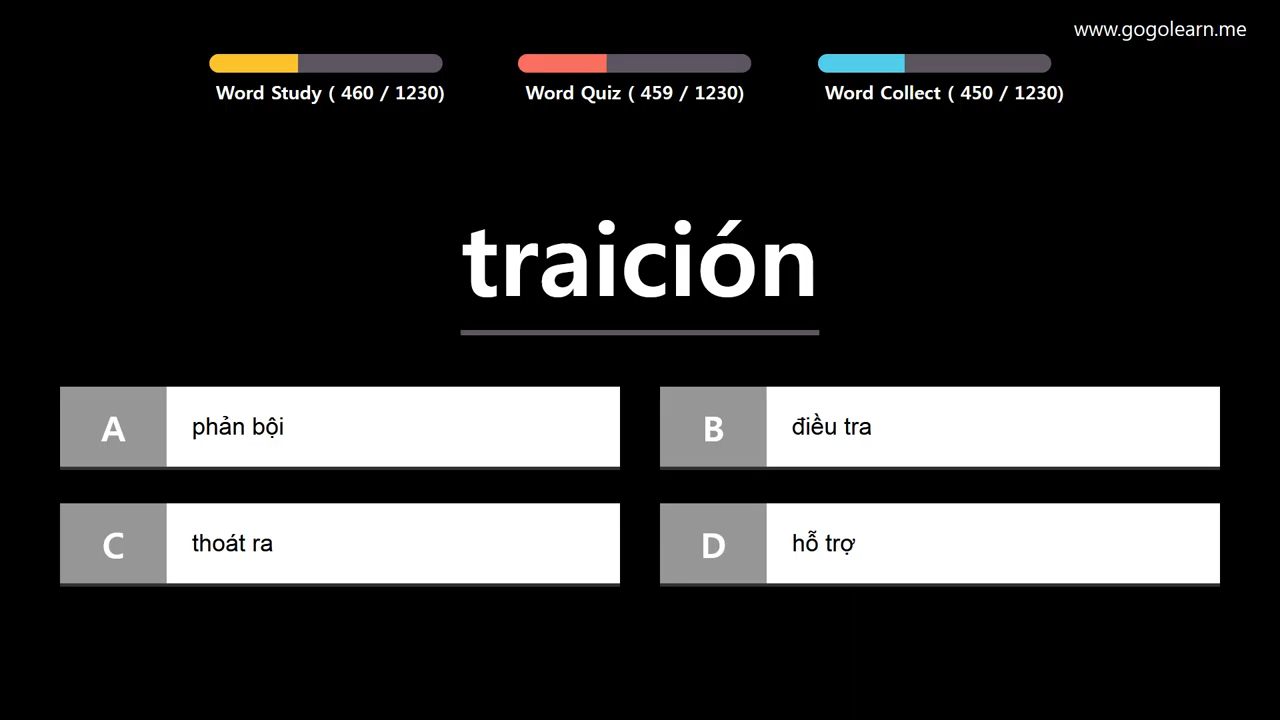 www.gogolearn.me
Word Study ( 460 / 1230)
Word Quiz ( 459 / 1230)
Word Collect ( 450 / 1230)
traición
A phản bội
B điều tra
C thoát ra
D hỗ trợ